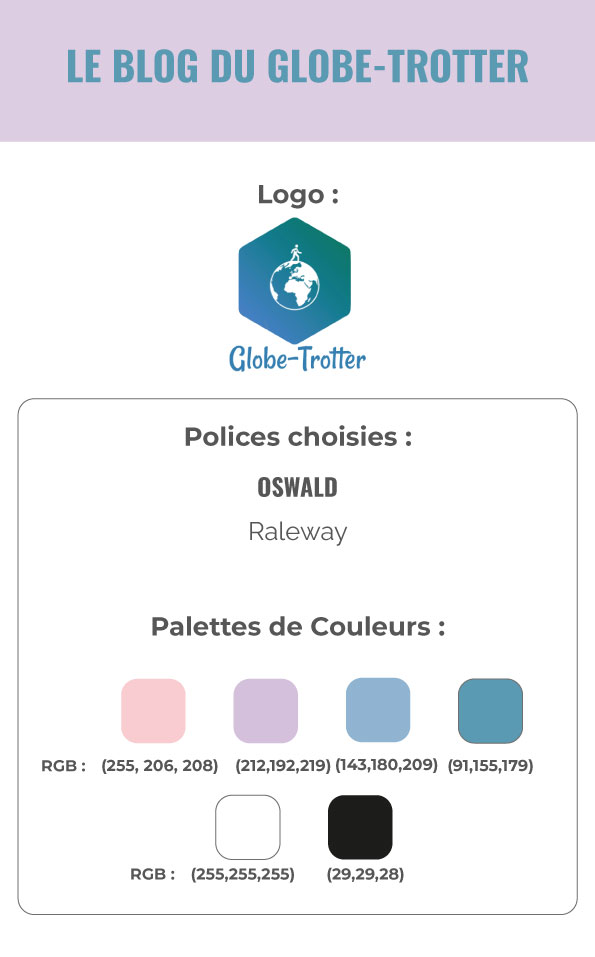 LE BLOG DU GLOBE-TROTTER
Logo :
Globe-Trotter
Polices choisies :
OSWALD
Raleway
Palettes de Couleurs :
RGB : (255, 206, 208) (212,192,219) (143,180,209) (91,155,179)
RGB : (255,255,255) (29,29,28)